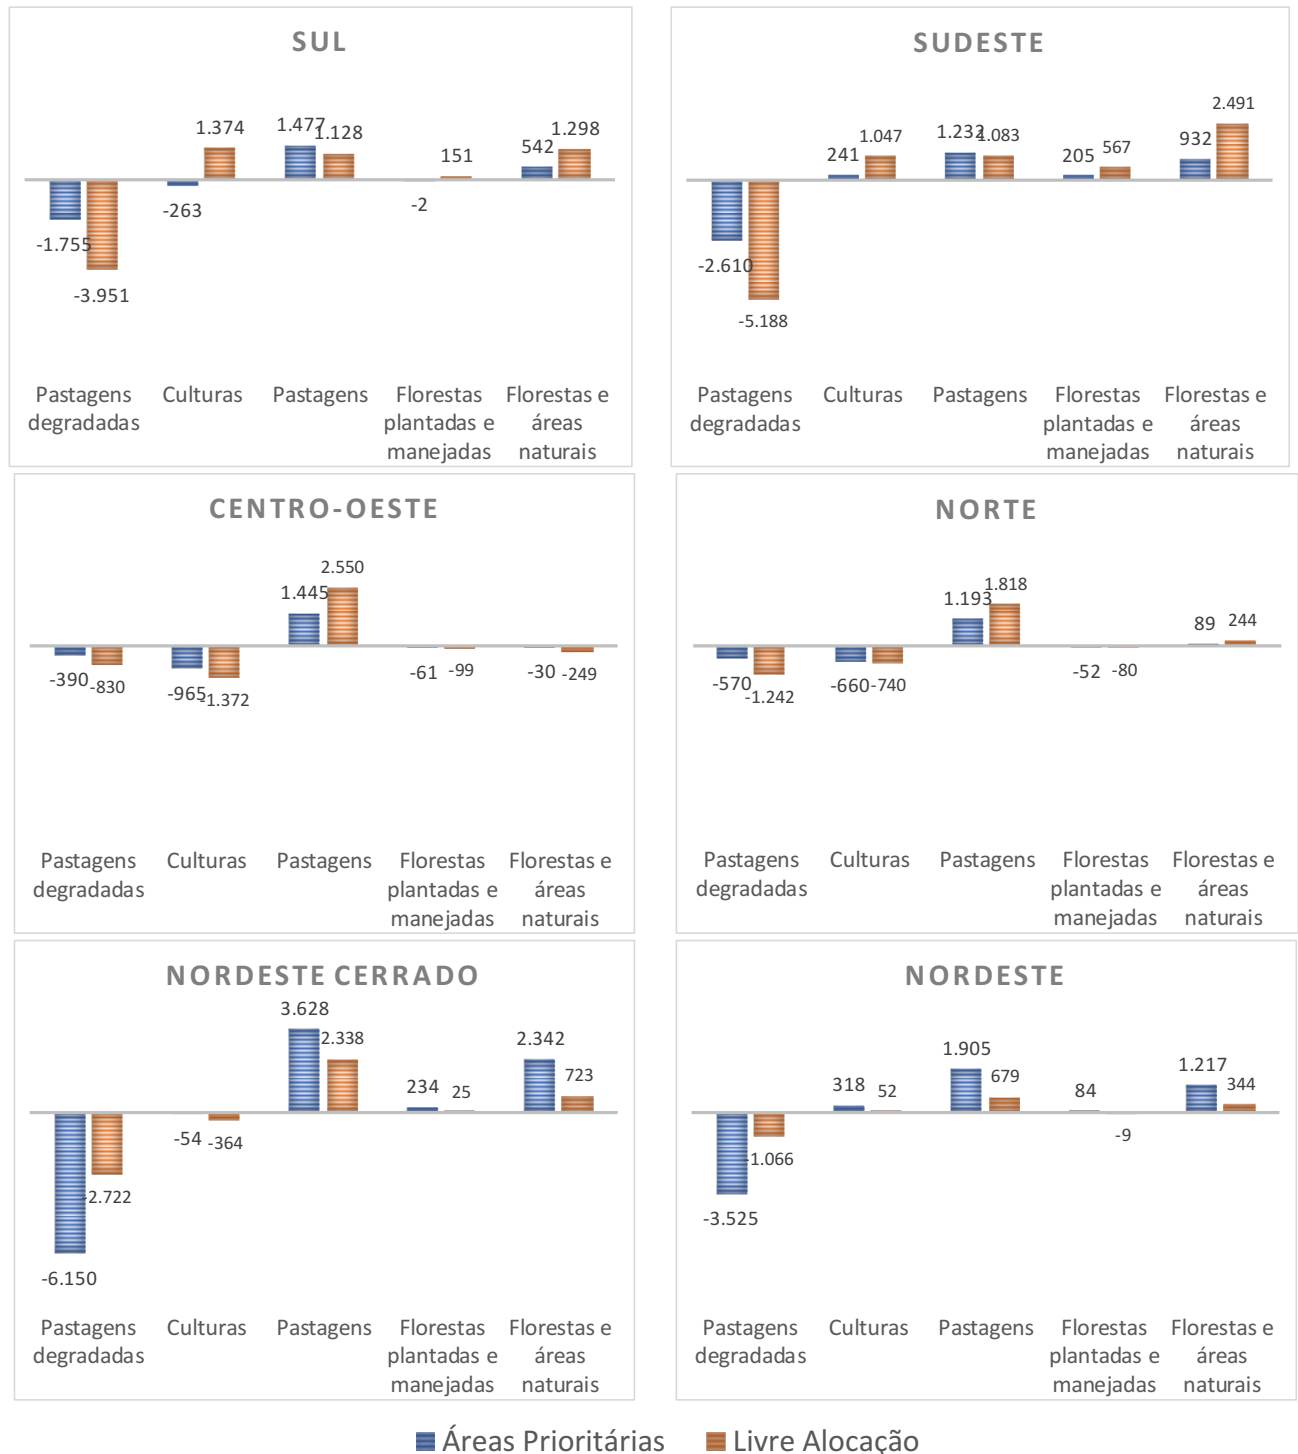 SUL
1.374
1.477
1.128
151
542
1.298
-1.755
-3.951
-263
-2
Pastagens
degradadas
Culturas
Pastagens
Florestas
plantadas e
manejadas
Florestas e
áreas
naturais
SUDESTE
241
1.047
1.232
1.083
205
567
932
2.491
-2.610
-5.188
Pastagens
degradadas
Culturas
Pastagens
Florestas
plantadas e
manejadas
Florestas e
áreas
naturais
CENTRO-OESTE
1.445
2.550
-390
-830
-965
-1.372
-61
-99
-30
-249
Pastagens
degradadas
Culturas
Pastagens
Florestas
plantadas e
manejadas
Florestas e
áreas
naturais
NORTE
1.193
1.818
89
244
-570
-1.242
-660
-740
-52
-80
Pastagens
degradadas
Culturas
Pastagens
Florestas
plantadas e
manejadas
Florestas e
áreas
naturais
NORDESTE CERRADO
3.628
2.338
234
25
2.342
723
-6.150
-2.722
-54
-364
Pastagens
degradadas
Culturas
Pastagens
Florestas
plantadas e
manejadas
Florestas e
áreas
naturais
NORDESTE
318
52
1.905
679
84
1.217
344
-3.525
-1.066
-9
Pastagens
degradadas
Culturas
Pastagens
Florestas
plantadas e
manejadas
Florestas e
áreas
naturais
Áreas Prioritárias
Livre Alocação